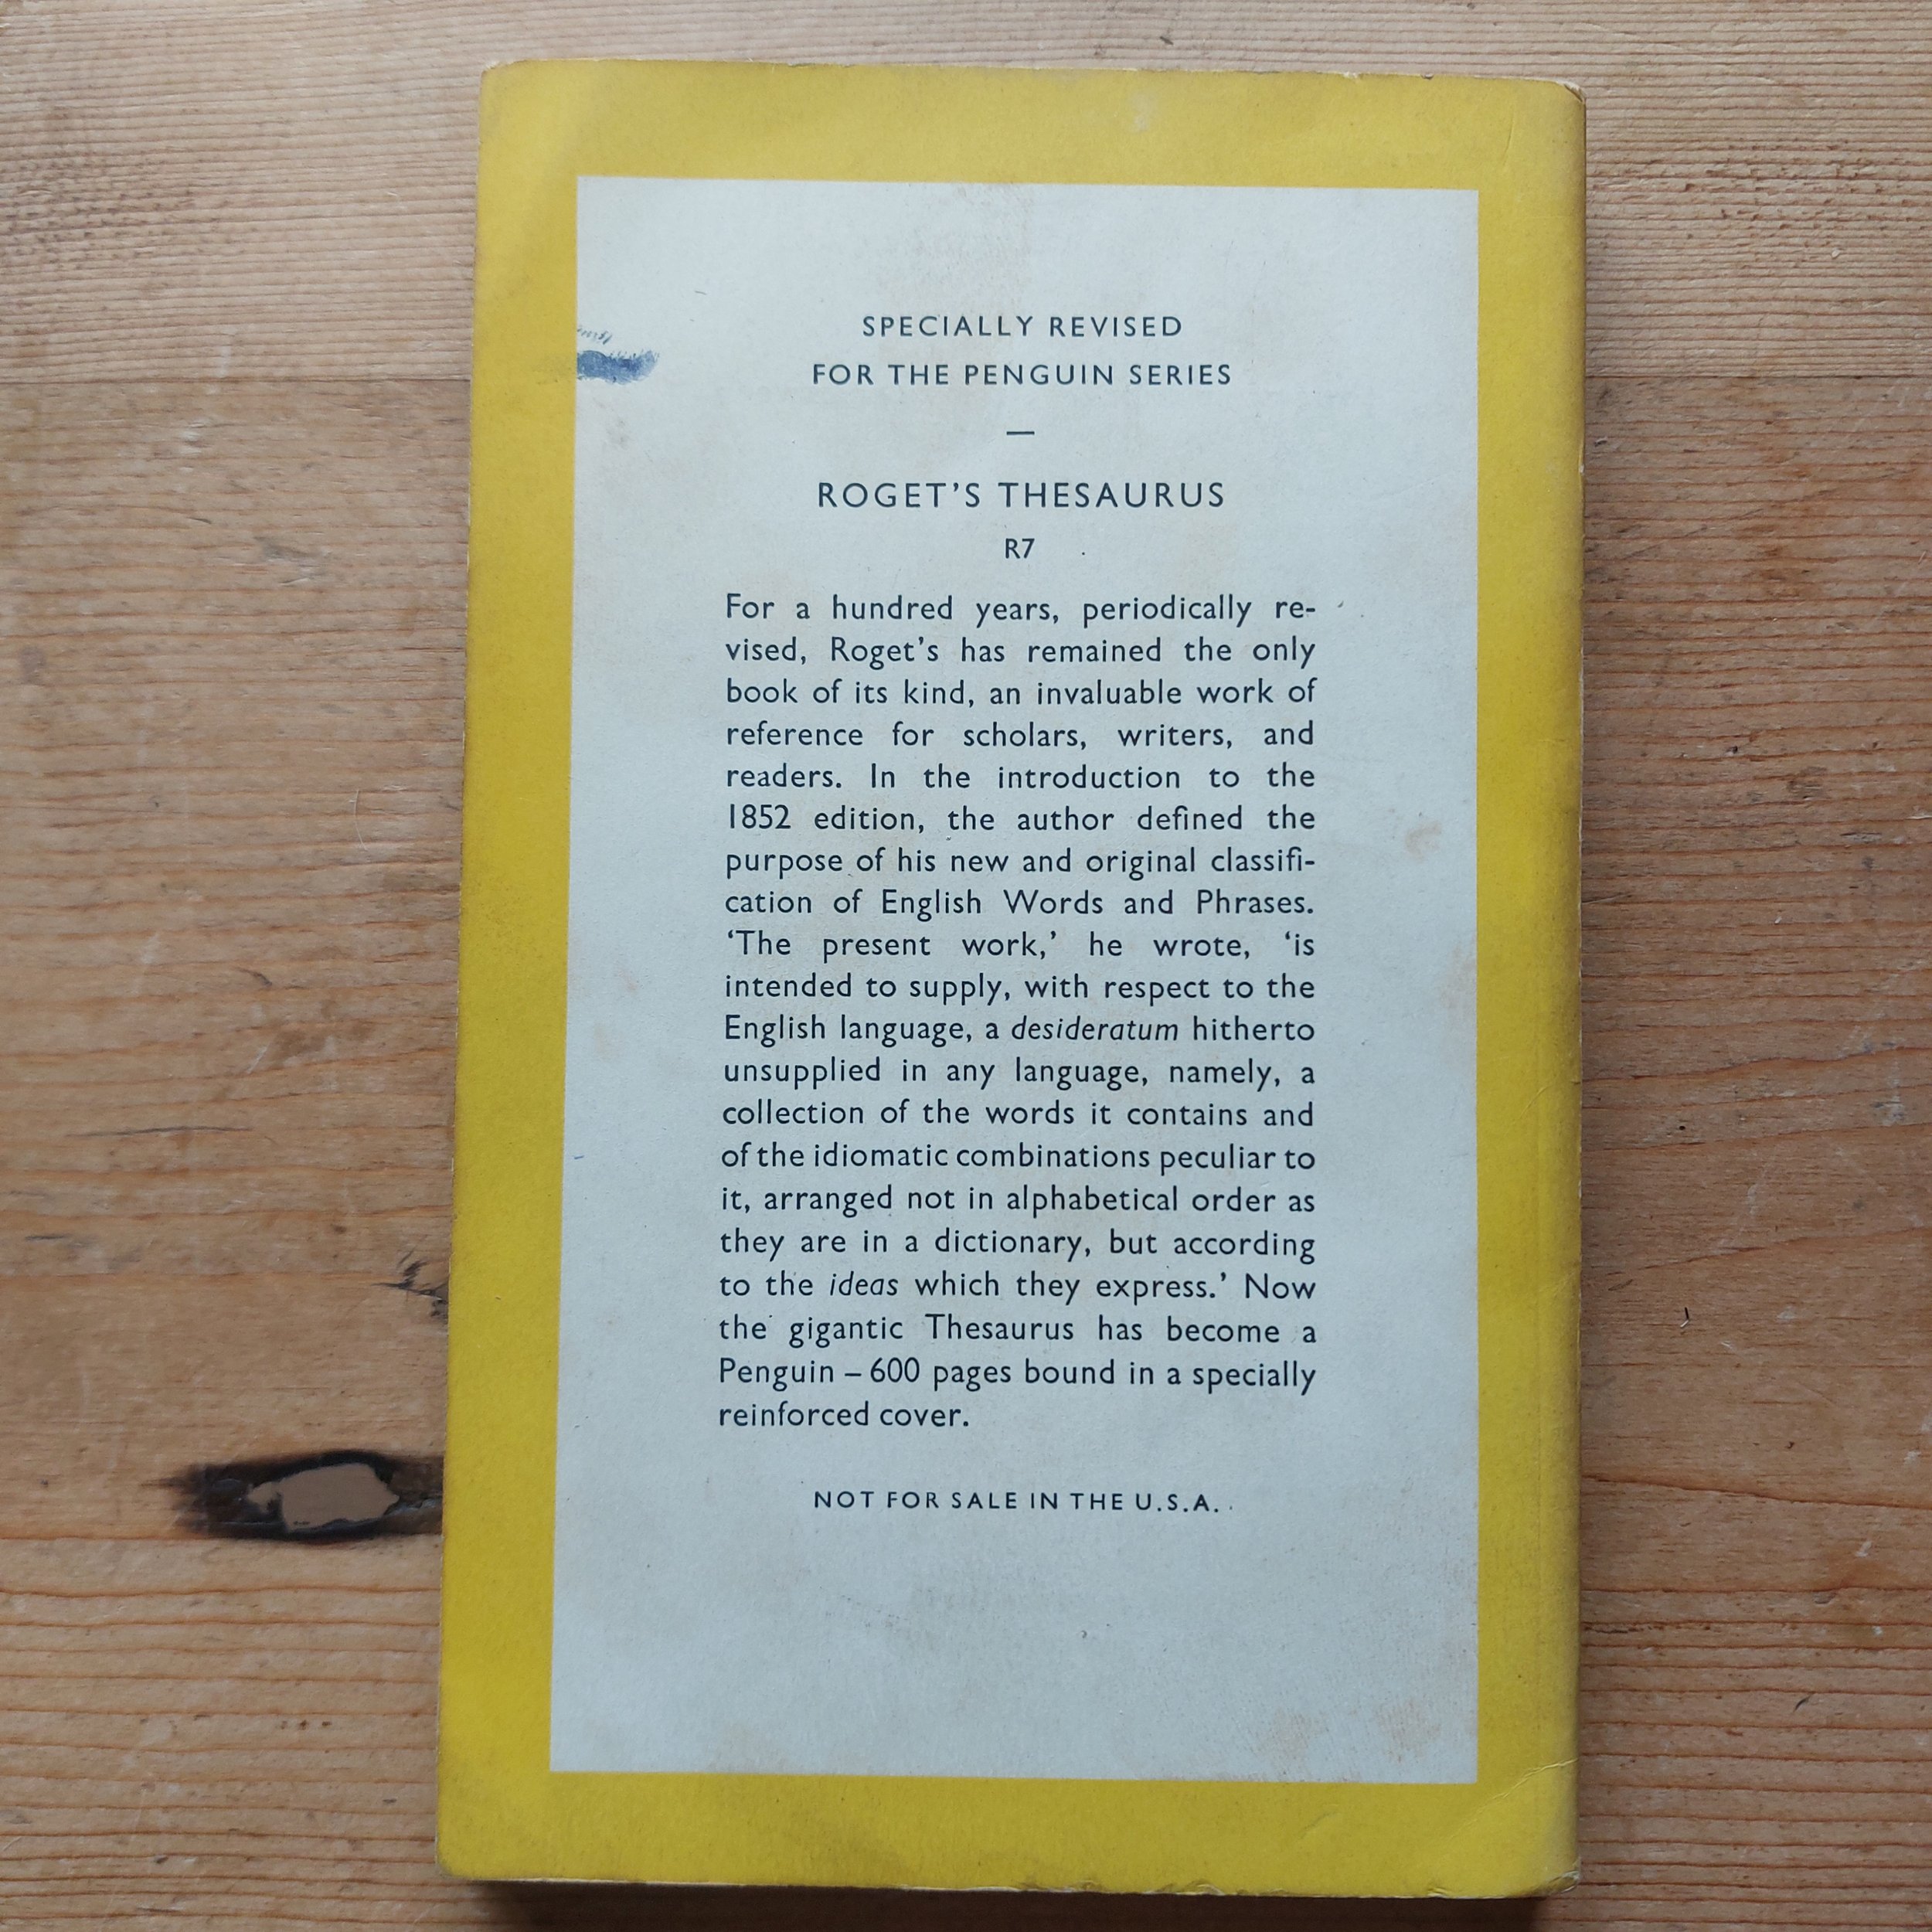 SPECIALLY REVISED
FOR THE PENGUIN SERIES
—
ROGET’S THESAURUS
R7
For a hundred years, periodically re-
vised, Roget’s has remained the only
book of its kind, an invaluable work of
reference for scholars, writers, and
readers. In the introduction to the
1852 edition, the author defined the
purpose of his new and original classifi-
cation of English Words and Phrases.
‘The present work,’ he wrote, ‘is
intended to supply, with respect to the
English language, a desideratum hitherto
unsupplied in any language, namely, a
collection of the words it contains and
of the idiomatic combinations peculiar to
it, arranged not in alphabetical order as
they are in a dictionary, but according
to the ideas which they express.’ Now
the gigantic Thesaurus has become a
Penguin – 600 pages bound in a specially
reinforced cover.
NOT FOR SALE IN THE U.S.A.